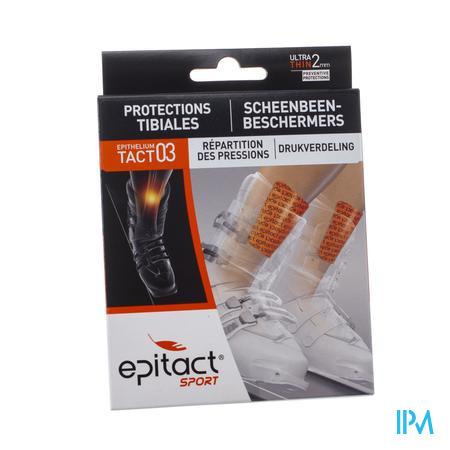 ULTRA
THIN 2mm
PREVENTIVE
PROTECTIONS
PROTECTIONS
TIBIALES
SCHEENBEEN-
BESCHERMERS
EPITHELIUM
TACT 03
RÉPARTITION
DES PRESSIONS
DRUKVERDELING
epitact
epitact®
SPORT
IPM